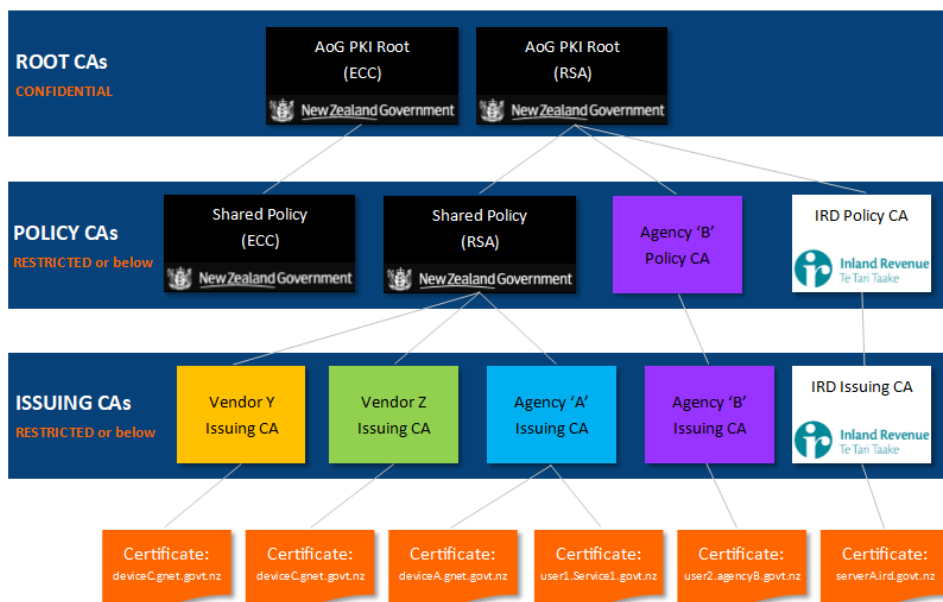 ROOT CAs
CONFIDENTIAL
AoG PKI Root
(ECC)
New Zealand Government
AoG PKI Root
(RSA)
New Zealand Government
POLICY CAs
RESTRICTED or below
Shared Policy
(ECC)
New Zealand Government
Shared Policy
(RSA)
New Zealand Government
Agency ‘B’
Policy CA
IRD Policy CA
ir
Inland Revenue
Te Tari Taake
ISSUING CAs
RESTRICTED or below
Vendor Y
Issuing CA
Vendor Z
Issuing CA
Agency ‘A’
Issuing CA
Agency ‘B’
Issuing CA
IRD Issuing CA
ir
Inland Revenue
Te Tari Taake
Certificate:
deviceC.gnet.govt.nz
Certificate:
deviceC.gnet.govt.nz
Certificate:
deviceA.gnet.govt.nz
Certificate:
user1.Service1.govt.nz
Certificate:
user2.agencyB.govt.nz
Certificate:
serverA.ird.govt.nz